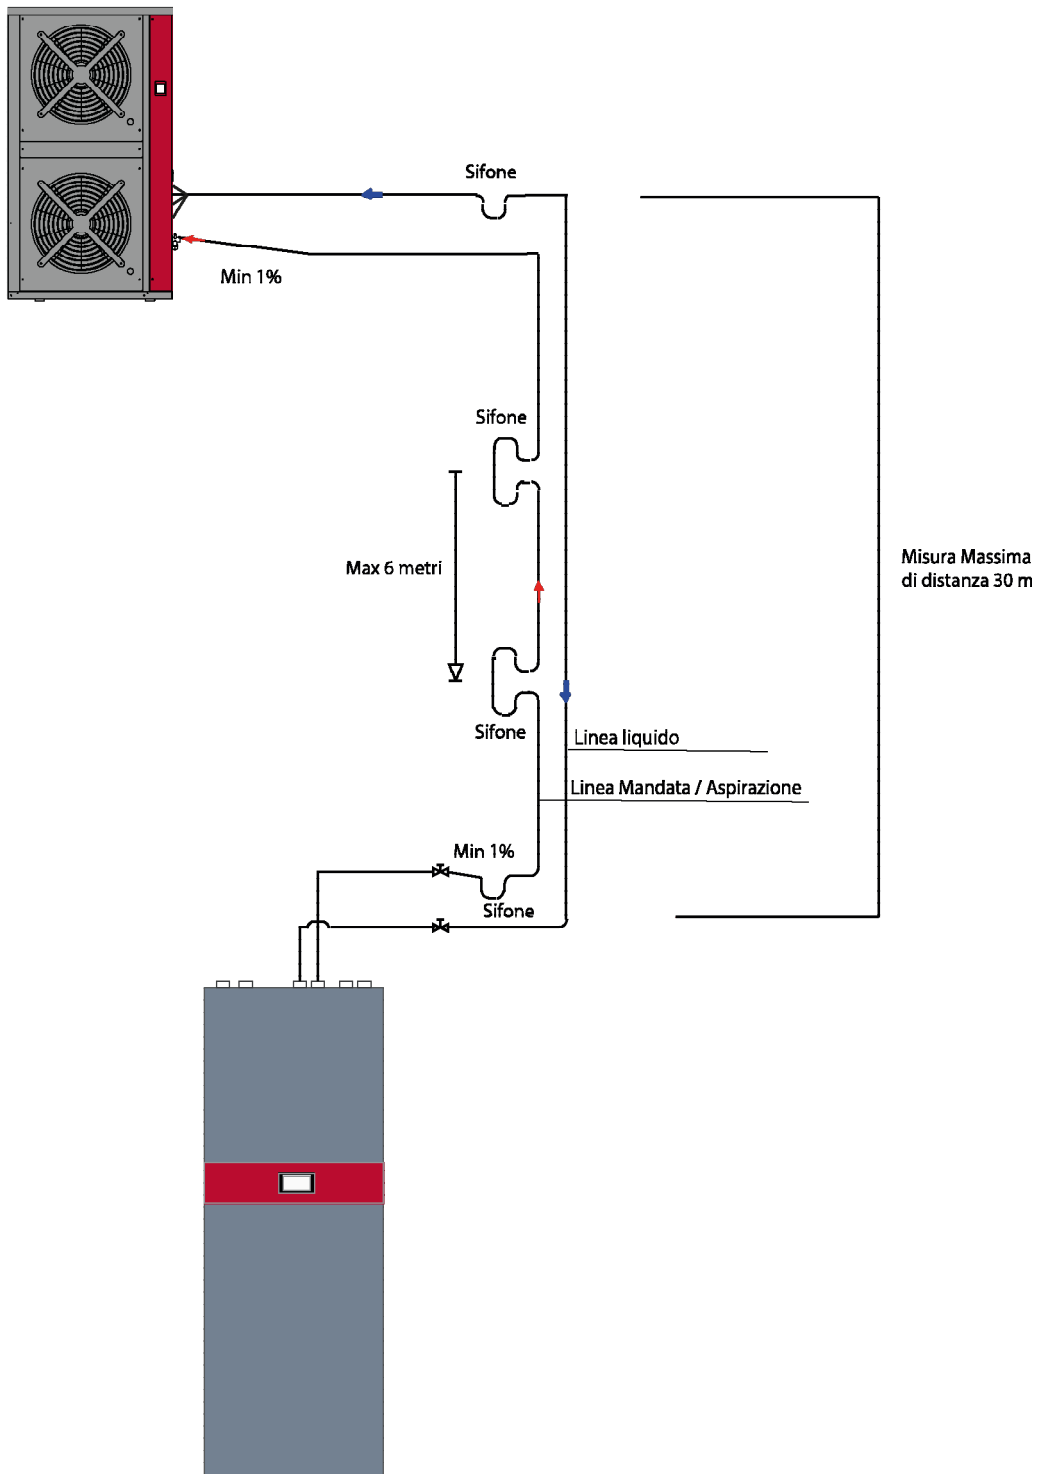 Sifone
Min 1%
Sifone
Max 6 metri
Misura Massima
di distanza 30 m
Sifone
Linea liquido
Linea Mandata / Aspirazione
Min 1%
Sifone